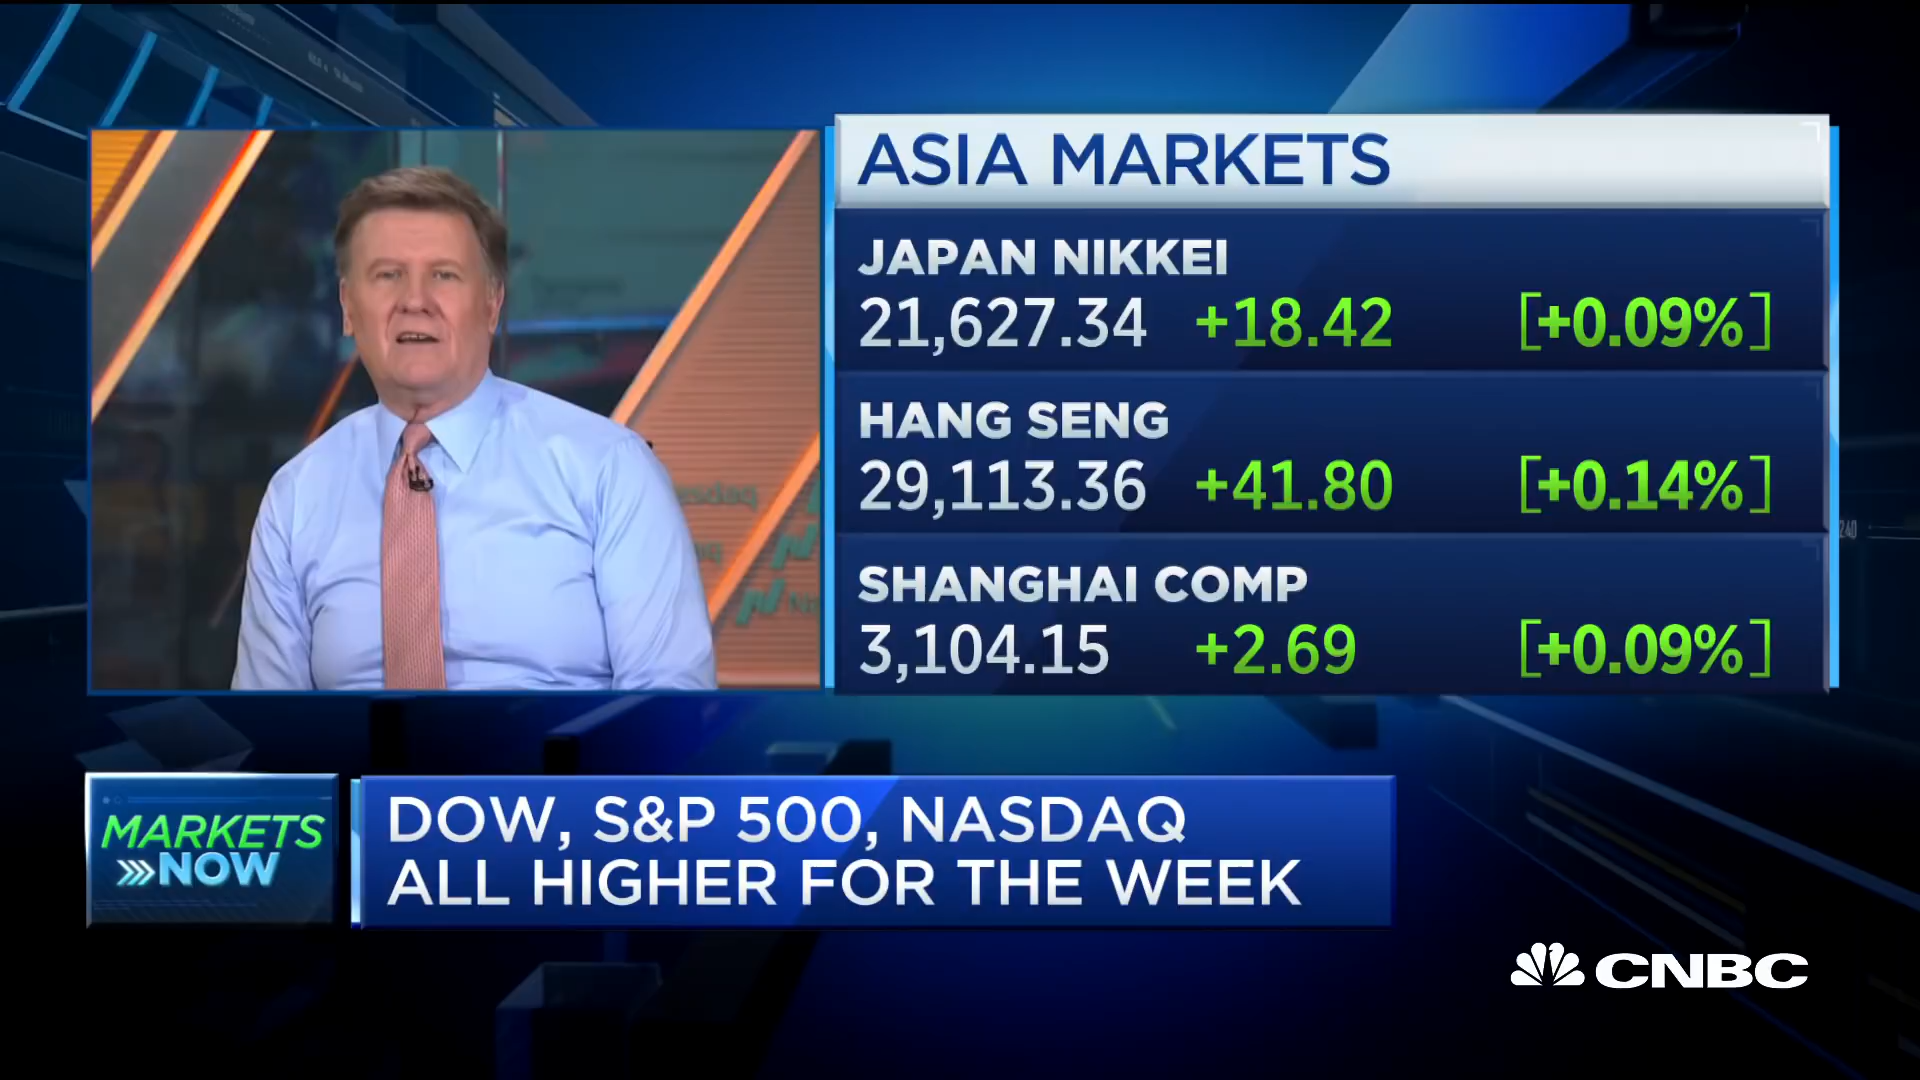 ASIA MARKETS
JAPAN NIKKEI
21,627.34 +18.42 [+0.09%]
HANG SENG
29,113.36 +41.80 [+0.14%]
SHANGHAI COMP
3,104.15 +2.69 [+0.09%]
MARKETS
NOW
DOW, S&P 500, NASDAQ
ALL HIGHER FOR THE WEEK
CNBC